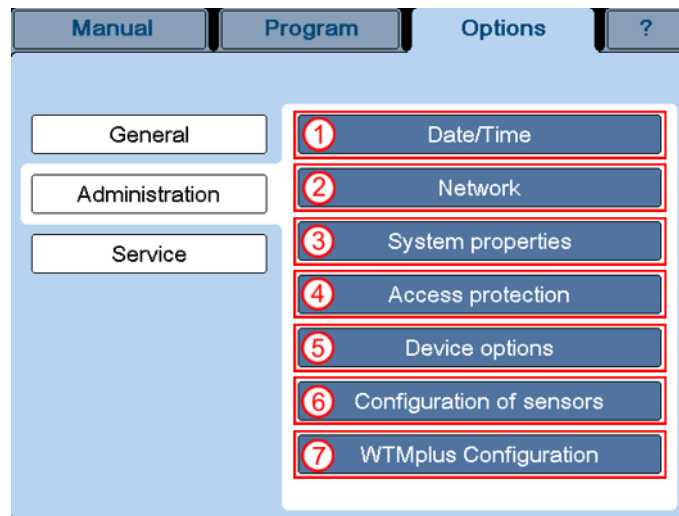 Manual Program Options ?
General
Administration
Service
1 Date/Time
2 Network
3 System properties
4 Access protection
5 Device options
6 Configuration of sensors
7 WTMplus Configuration